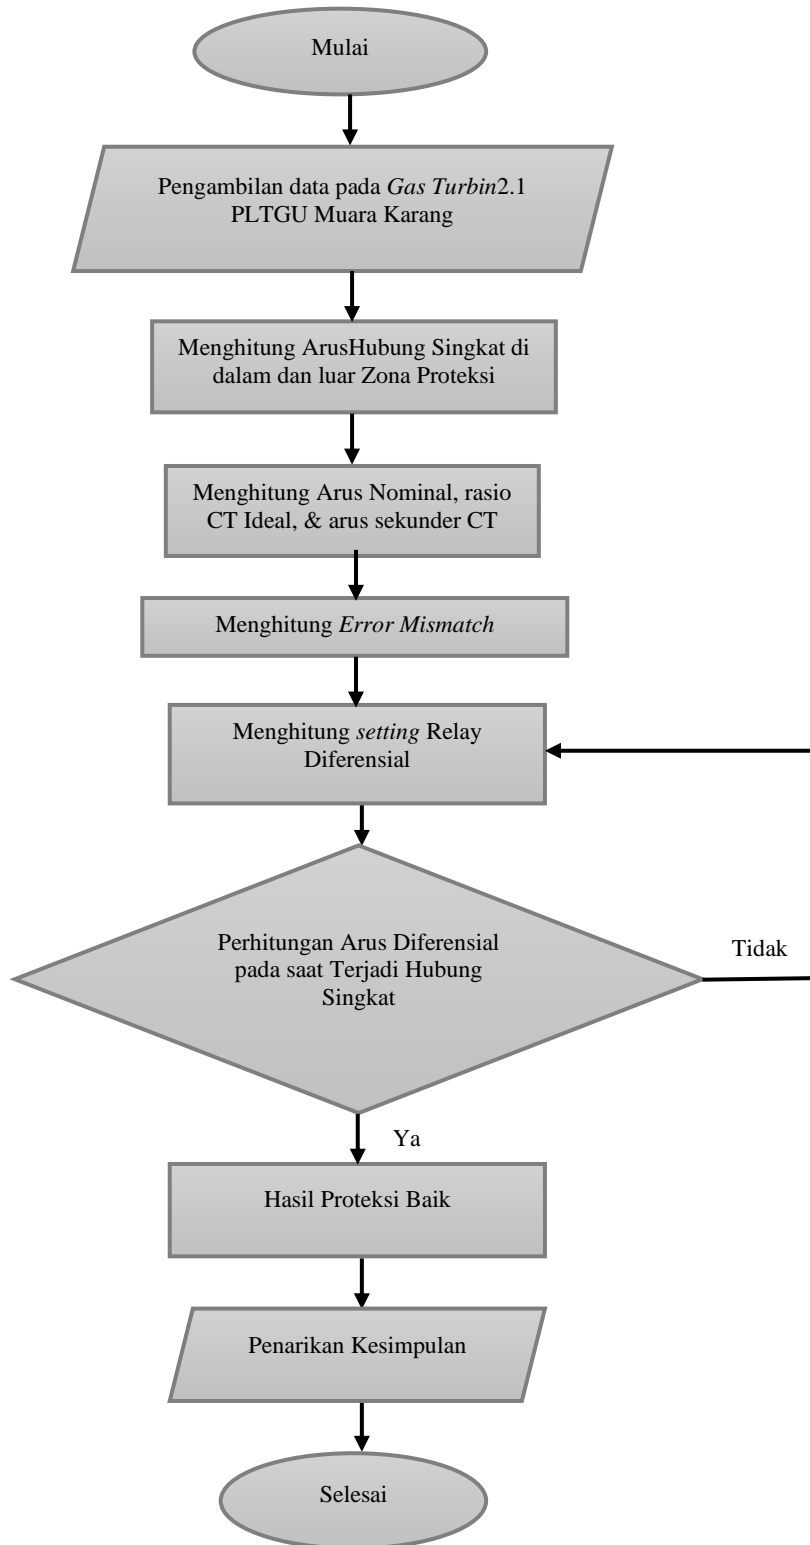 Mulai
Pengambilan data pada Gas Turbin2.1
PLTGU Muara Karang
Menghitung ArusHubung Singkat di
dalam dan luar Zona Proteksi
Menghitung Arus Nominal, rasio
CT Ideal, & arus sekunder CT
Menghitung Error Mismatch
Menghitung setting Relay
Diferensial
Perhitungan Arus Diferensial
pada saat Terjadi Hubung
Singkat
Tidak
Ya
Hasil Proteksi Baik
Penarikan Kesimpulan
Selesai